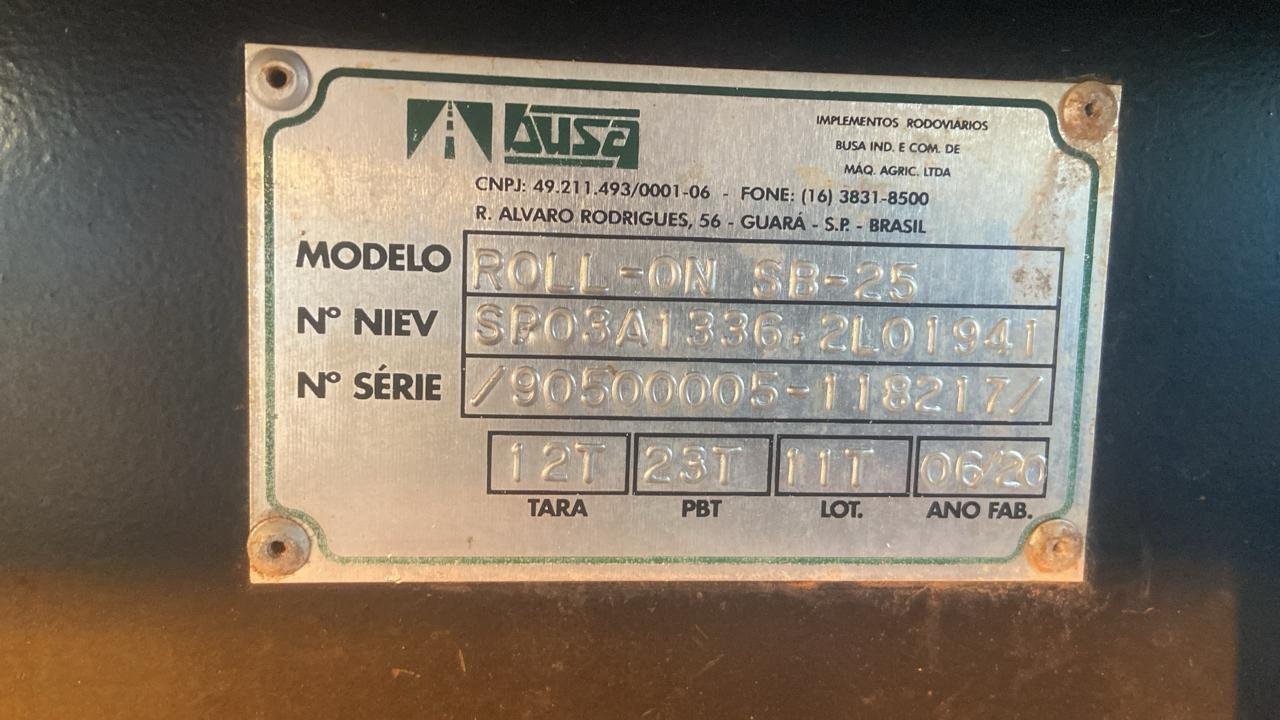 busa
IMPLEMENTOS RODOVIÁRIOS
BUSA IND. E COM. DE
MÁQ. AGRIC. LTDA
CNPJ: 49.211.493/0001-06 - FONE: (16) 3831-8500
R. ALVARO RODRIGUES, 56 - GUARÁ - S.P. - BRASIL
MODELO ROLL-ON SB-25
Nº NIEV SP03A1336.2L01941
Nº SÉRIE /90500005-118217/
12T 23T 11T 06/20
TARA PBT LOT. ANO FAB.